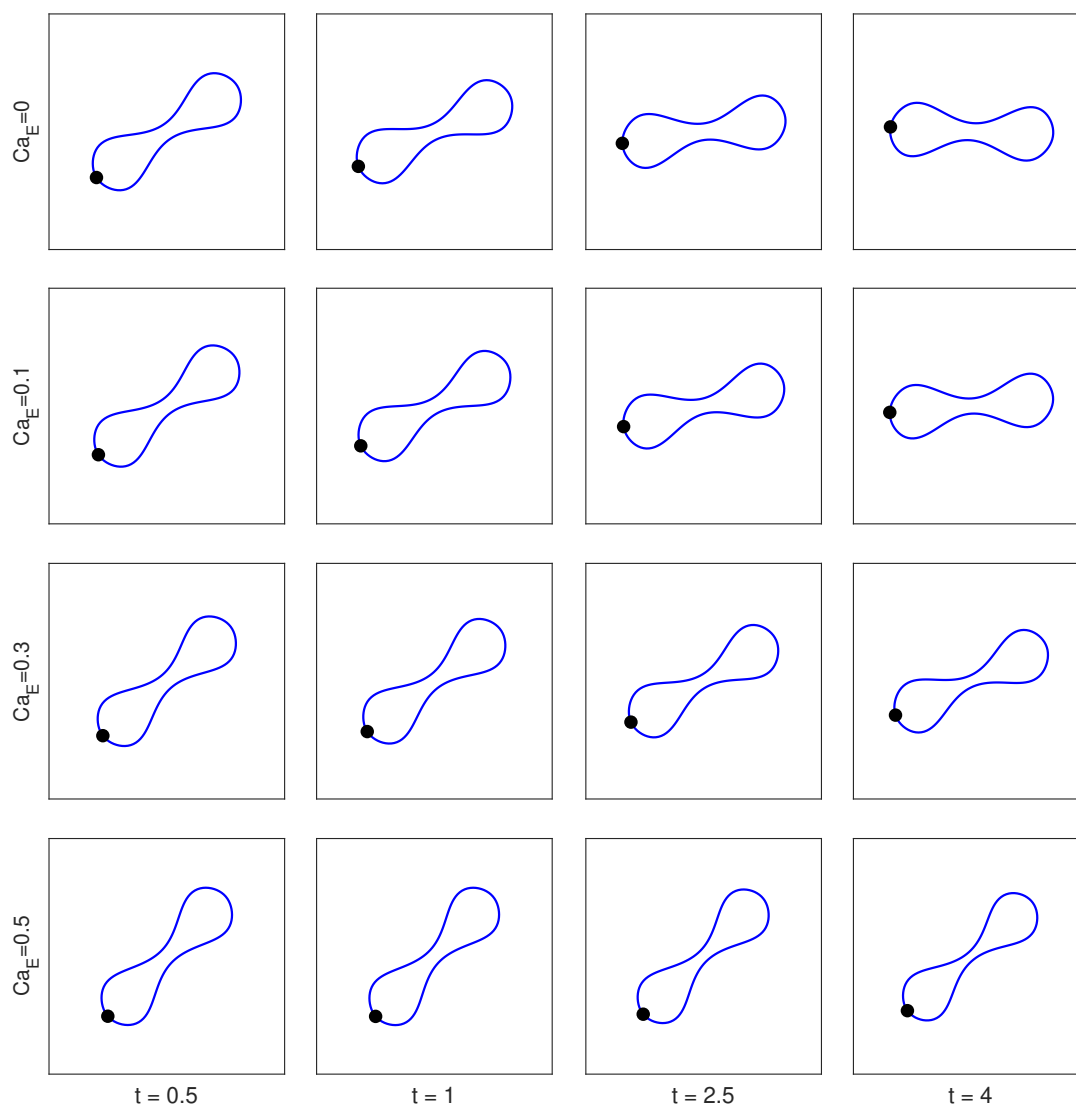 Ca_E=0
Ca_E=0.1
Ca_E=0.3
Ca_E=0.5
t = 0.5
t = 1
t = 2.5
t = 4